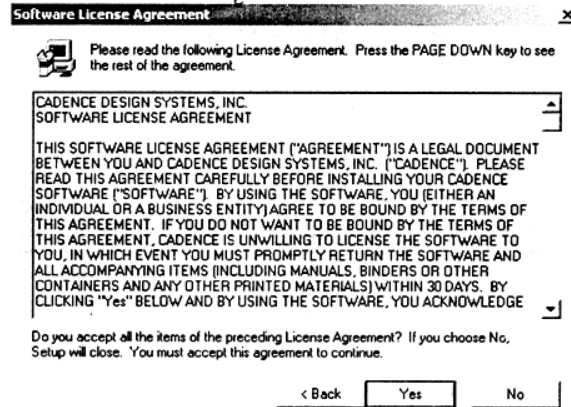 Software License Agreement
Please read the following License Agreement. Press the PAGE DOWN key to see
the rest of the agreement.
CADENCE DESIGN SYSTEMS, INC.
SOFTWARE LICENSE AGREEMENT
THIS SOFTWARE LICENSE AGREEMENT ("AGREEMENT") IS A LEGAL DOCUMENT
BETWEEN YOU AND CADENCE DESIGN SYSTEMS, INC. ("CADENCE"). PLEASE
READ THIS AGREEMENT CAREFULLY BEFORE INSTALLING YOUR CADENCE
SOFTWARE ("SOFTWARE"). BY USING THE SOFTWARE, YOU (EITHER AN
INDIVIDUAL OR A BUSINESS ENTITY) AGREE TO BE BOUND BY THE TERMS OF
THIS AGREEMENT. IF YOU DO NOT WANT TO BE BOUND BY THE TERMS OF
THIS AGREEMENT, CADENCE IS UNWILLING TO LICENSE THE SOFTWARE TO
YOU, IN WHICH EVENT YOU MUST PROMPTLY RETURN THE SOFTWARE AND
ALL ACCOMPANYING ITEMS (INCLUDING MANUALS, BINDERS OR OTHER
CONTAINERS AND ANY OTHER PRINTED MATERIALS) WITHIN 30 DAYS. BY
CLICKING "Yes" BELOW AND BY USING THE SOFTWARE, YOU ACKNOWLEDGE
Do you accept all the items of the preceding License Agreement? If you choose No,
Setup will close. You must accept this agreement to continue.
< Back Yes No